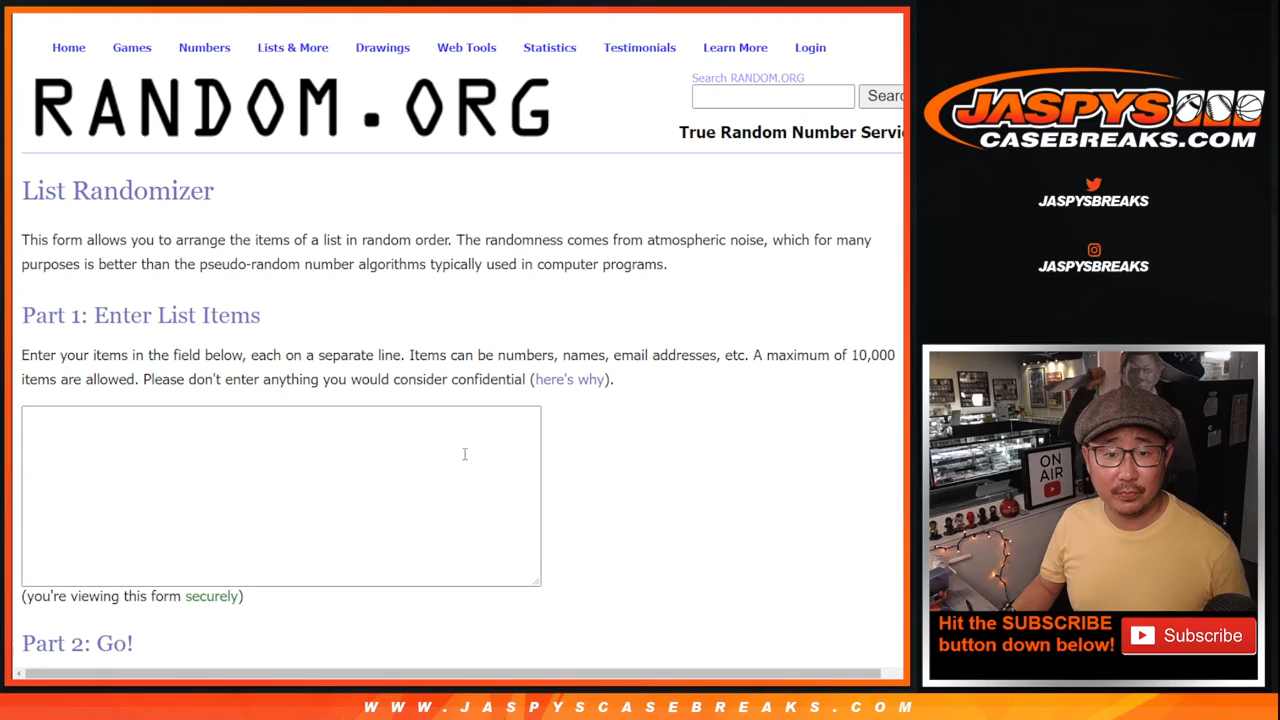 Home Games Numbers Lists & More Drawings Web Tools Statistics Testimonials Learn More Login
RANDOM.ORG
Search RANDOM.ORG
Searc
True Random Number Servi
List Randomizer
This form allows you to arrange the items of a list in random order. The randomness comes from atmospheric noise, which for many
purposes is better than the pseudo-random number algorithms typically used in computer programs.
Part 1: Enter List Items
Enter your items in the field below, each on a separate line. Items can be numbers, names, email addresses, etc. A maximum of 10,000
items are allowed. Please don't enter anything you would consider confidential (here's why).
(you're viewing this form securely)
Part 2: Go!
JASPYS
CASEBREAKS.COM
JASPYSBREAKS
JASPYSBREAKS
ON
AIR
Hit the SUBSCRIBE
button down below!
Subscribe
WWW.JASPYSCASEBREAKS.COM